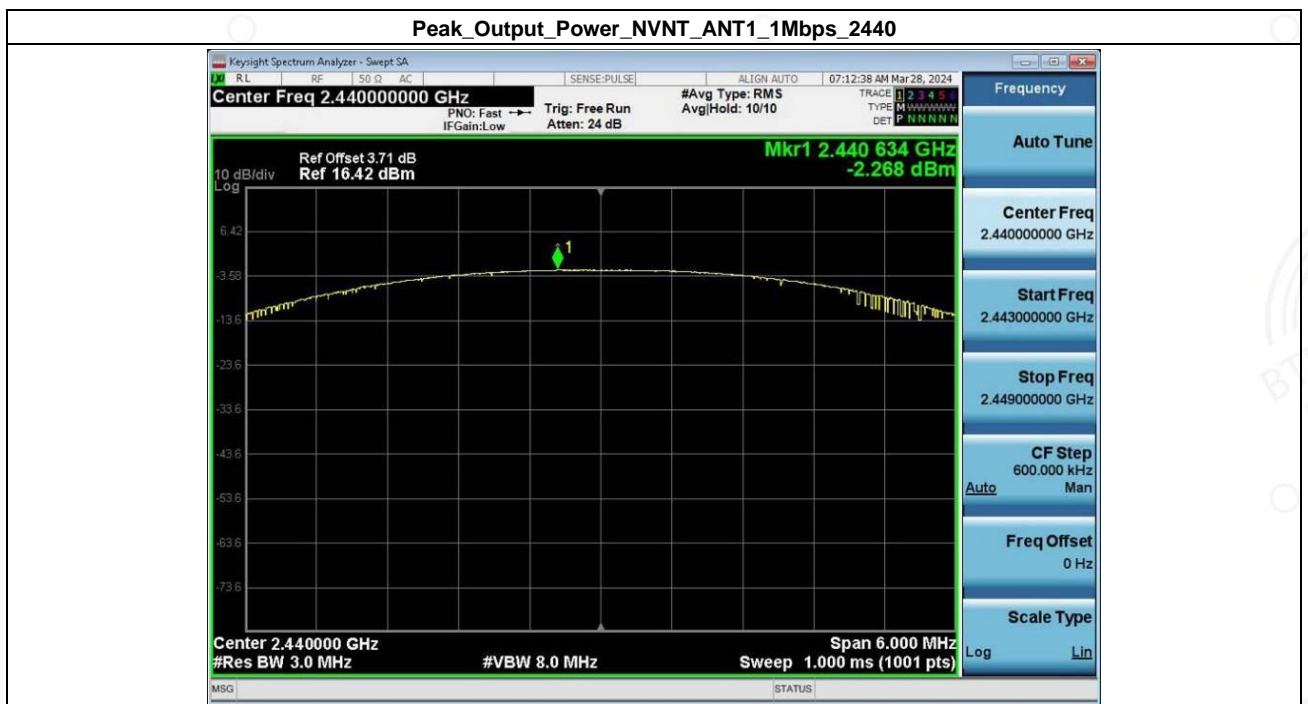 Peak_Output_Power_NVNT_ANT1_1Mbps_2440
Keysight Spectrum Analyzer - Swept SA
RL RF 50 Ω AC SENSE:PULSE ALIGN AUTO 07:12:38 AM Mar 28, 2024
Center Freq 2.440000000 GHz
PNO: Fast
IFGain:Low
Trig: Free Run
Atten: 24 dB
#Avg Type: RMS
Avg|Hold: 10/10
TRACE 1 2 3 4 5 6
TYPE M W W W W W
DET P N N N N N
Mkr1 2.440 634 GHz
-2.268 dBm
Ref Offset 3.71 dB
10 dB/div Ref 16.42 dBm
Log
1
6.42
-3.58
-13.6
-23.6
-33.6
-43.6
-53.6
-63.6
-73.6
Center 2.440000 GHz Span 6.000 MHz
#Res BW 3.0 MHz #VBW 8.0 MHz Sweep 1.000 ms (1001 pts)
MSG STATUS
Frequency
Auto Tune
Center Freq
2.440000000 GHz
Start Freq
2.443000000 GHz
Stop Freq
2.449000000 GHz
CF Step
600.000 kHz
Auto Man
Freq Offset
0 Hz
Scale Type
Log Lin